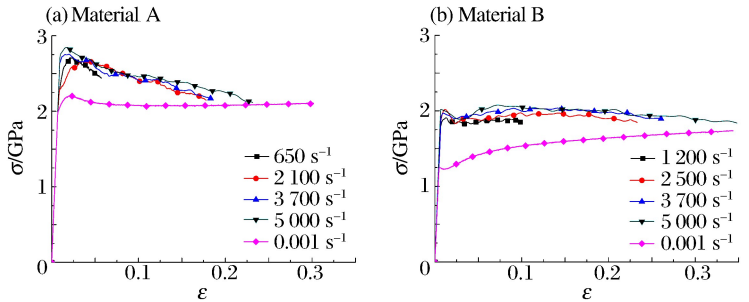 (a) Material A
3
2
1
0
σ/GPa
0.1
0.2
0.3
ε
650 s⁻¹
2 100 s⁻¹
3 700 s⁻¹
5 000 s⁻¹
0.001 s⁻¹
(b) Material B
3
2
1
0
σ/GPa
0.1
0.2
0.3
ε
1 200 s⁻¹
2 500 s⁻¹
3 700 s⁻¹
5 000 s⁻¹
0.001 s⁻¹